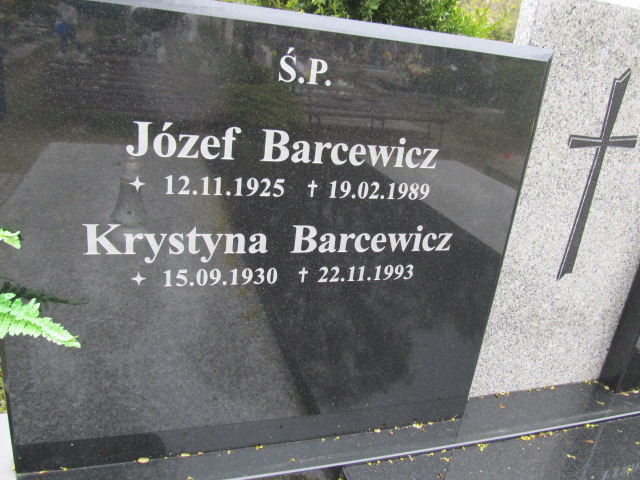 Ś.P.
Józef Barcewicz
✦ 12.11.1925 † 19.02.1989
Krystyna Barcewicz
✦ 15.09.1930 † 22.11.1993